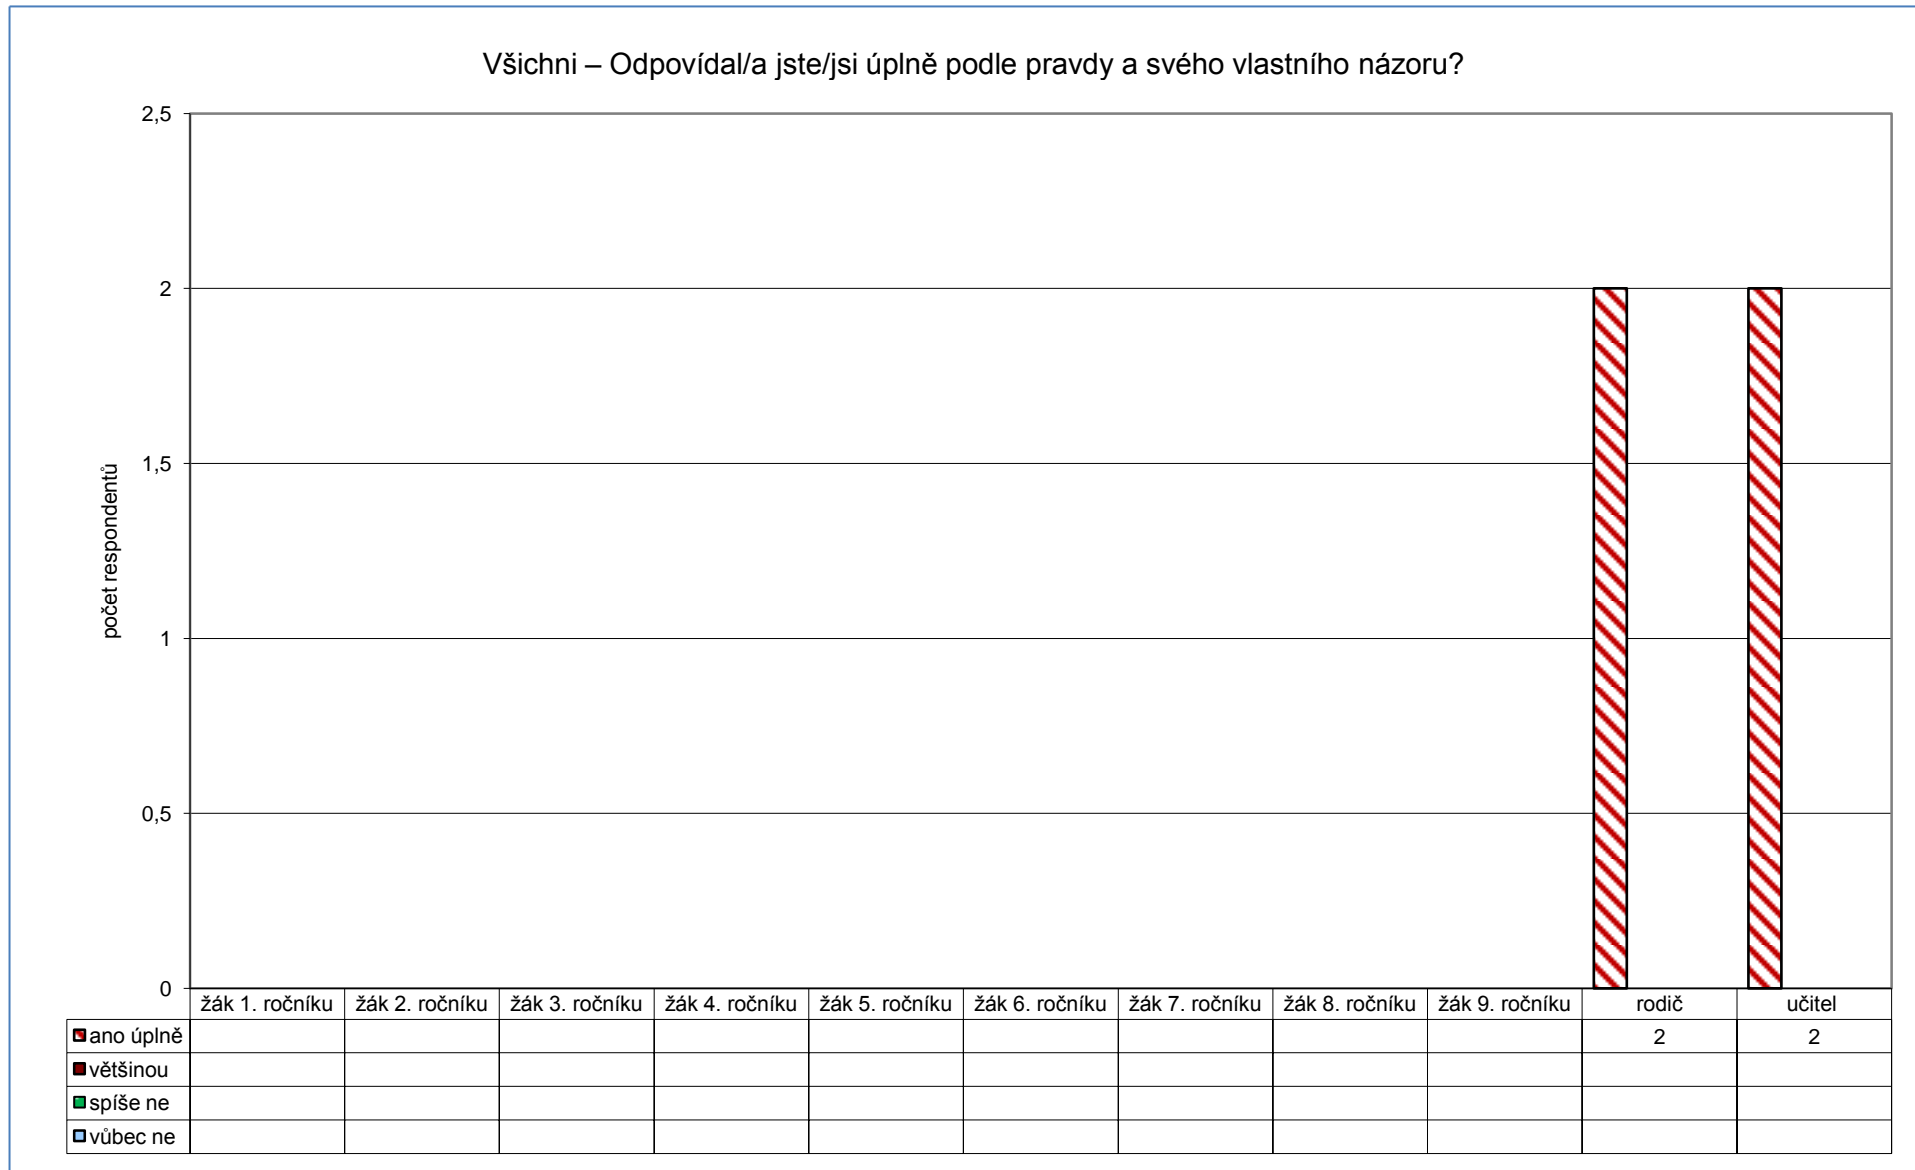 Všichni – Odpovídal/a jste/jsi úplně podle pravdy a svého vlastního názoru?
2,5
2
1,5
1
0,5
0
počet respondentů
žák 1. ročníku žák 2. ročníku žák 3. ročníku žák 4. ročníku žák 5. ročníku žák 6. ročníku žák 7. ročníku žák 8. ročníku žák 9. ročníku rodič učitel
ano úplně 2 2
většinou
spíše ne
vůbec ne